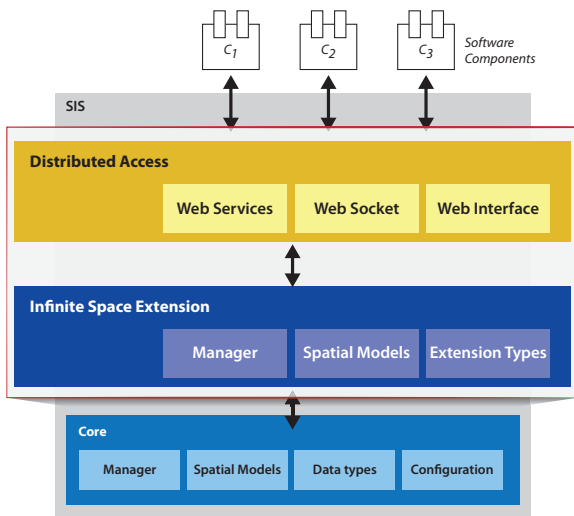 C1 C2 C3 Software
Components
SIS
Distributed Access
Web Services Web Socket Web Interface
Infinite Space Extension
Manager Spatial Models Extension Types
Core
Manager Spatial Models Data types Configuration